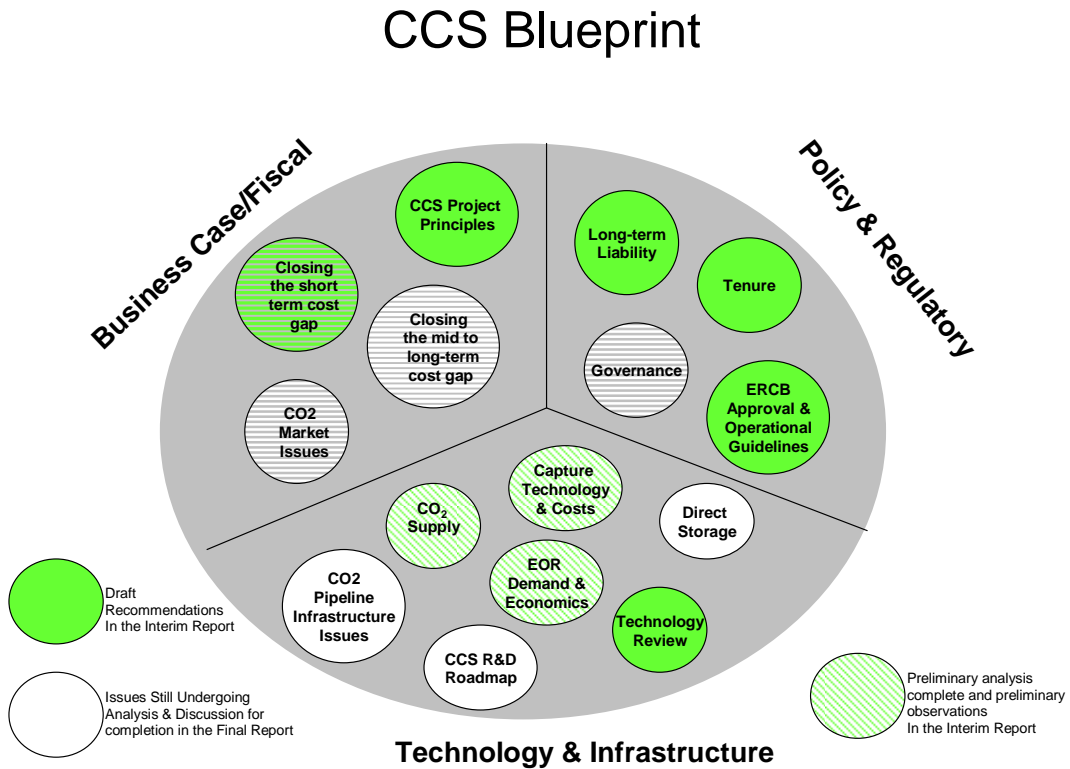 CCS Blueprint
Business Case/Fiscal
Policy & Regulatory
CCS Project
Principles
Closing
the short
term cost
gap
Closing
the mid to
long-term
cost gap
CO2
Market
Issues
Long-term
Liability
Tenure
Governance
ERCB
Approval &
Operational
Guidelines
Capture
Technology
& Costs
CO2
Supply
Direct
Storage
EOR
Demand &
Economics
CO2
Pipeline
Infrastructure
Issues
Technology
Review
CCS R&D
Roadmap
Draft
Recommendations
In the Interim Report
Issues Still Undergoing
Analysis & Discussion for
completion in the Final Report
Preliminary analysis
complete and preliminary
observations
In the Interim Report
Technology & Infrastructure